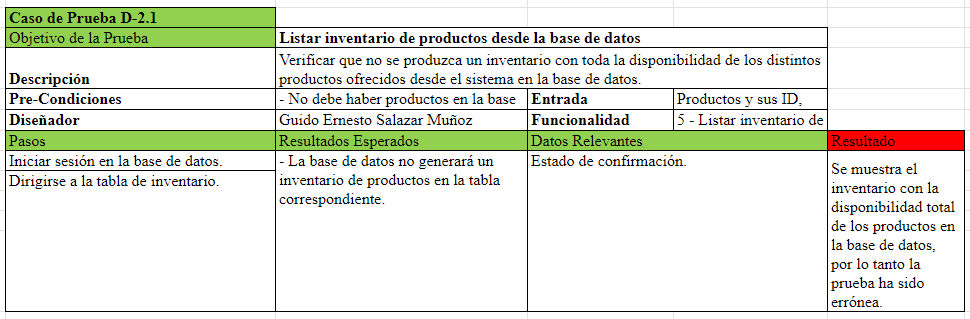 Caso de Prueba D-2.1
Objetivo de la Prueba
Listar inventario de productos desde la base de datos
Descripción
Verificar que no se produzca un inventario con toda la disponibilidad de los distintos
productos ofrecidos desde el sistema en la base de datos.
Pre-Condiciones
- No debe haber productos en la base
Entrada
Productos y sus ID,
Diseñador
Guido Ernesto Salazar Muñoz
Funcionalidad
5 - Listar inventario de
Pasos
Resultados Esperados
Datos Relevantes
Resultado
Iniciar sesión en la base de datos.
Dirigirse a la tabla de inventario.
- La base de datos no generará un
inventario de productos en la tabla
correspondiente.
Estado de confirmación.
Se muestra el
inventario con la
disponibilidad total
de los productos en
la base de datos,
por lo tanto la
prueba ha sido
errónea.